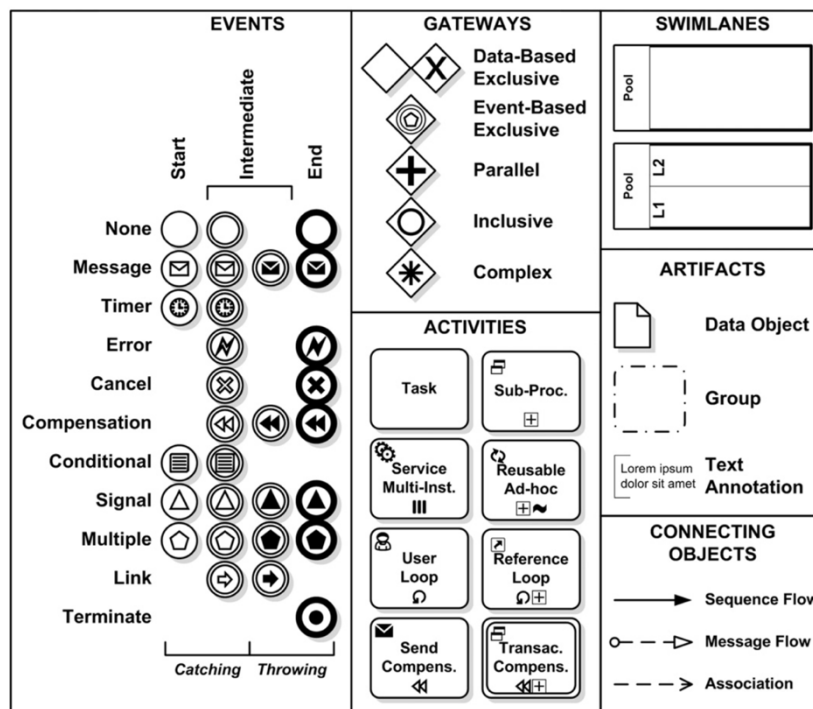 EVENTS
Start
Intermediate
End
None
Message
Timer
Error
Cancel
Compensation
Conditional
Signal
Multiple
Link
Terminate
Catching
Throwing
GATEWAYS
X
Data-Based
Exclusive
Event-Based
Exclusive
Parallel
Inclusive
Complex
ACTIVITIES
Task
Sub-Proc.
Service
Multi-Inst.
Reusable
Ad-hoc
User
Loop
Reference
Loop
Send
Compens.
Transac.
Compens.
SWIMLANES
Pool
Pool
L2
L1
ARTIFACTS
Data Object
Group
Lorem ipsum
dolor sit amet
Text
Annotation
CONNECTING
OBJECTS
Sequence Flow
Message Flow
Association